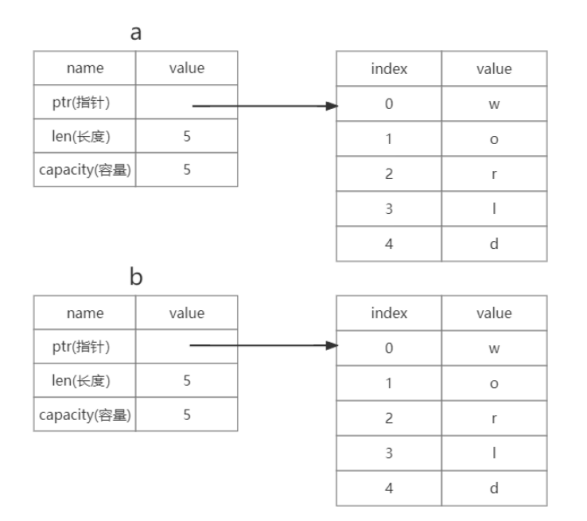 a
name value
ptr(指针)
len(长度) 5
capacity(容量) 5
index value
0 w
1 o
2 r
3 l
4 d
b
name value
ptr(指针)
len(长度) 5
capacity(容量) 5
index value
0 w
1 o
2 r
3 l
4 d